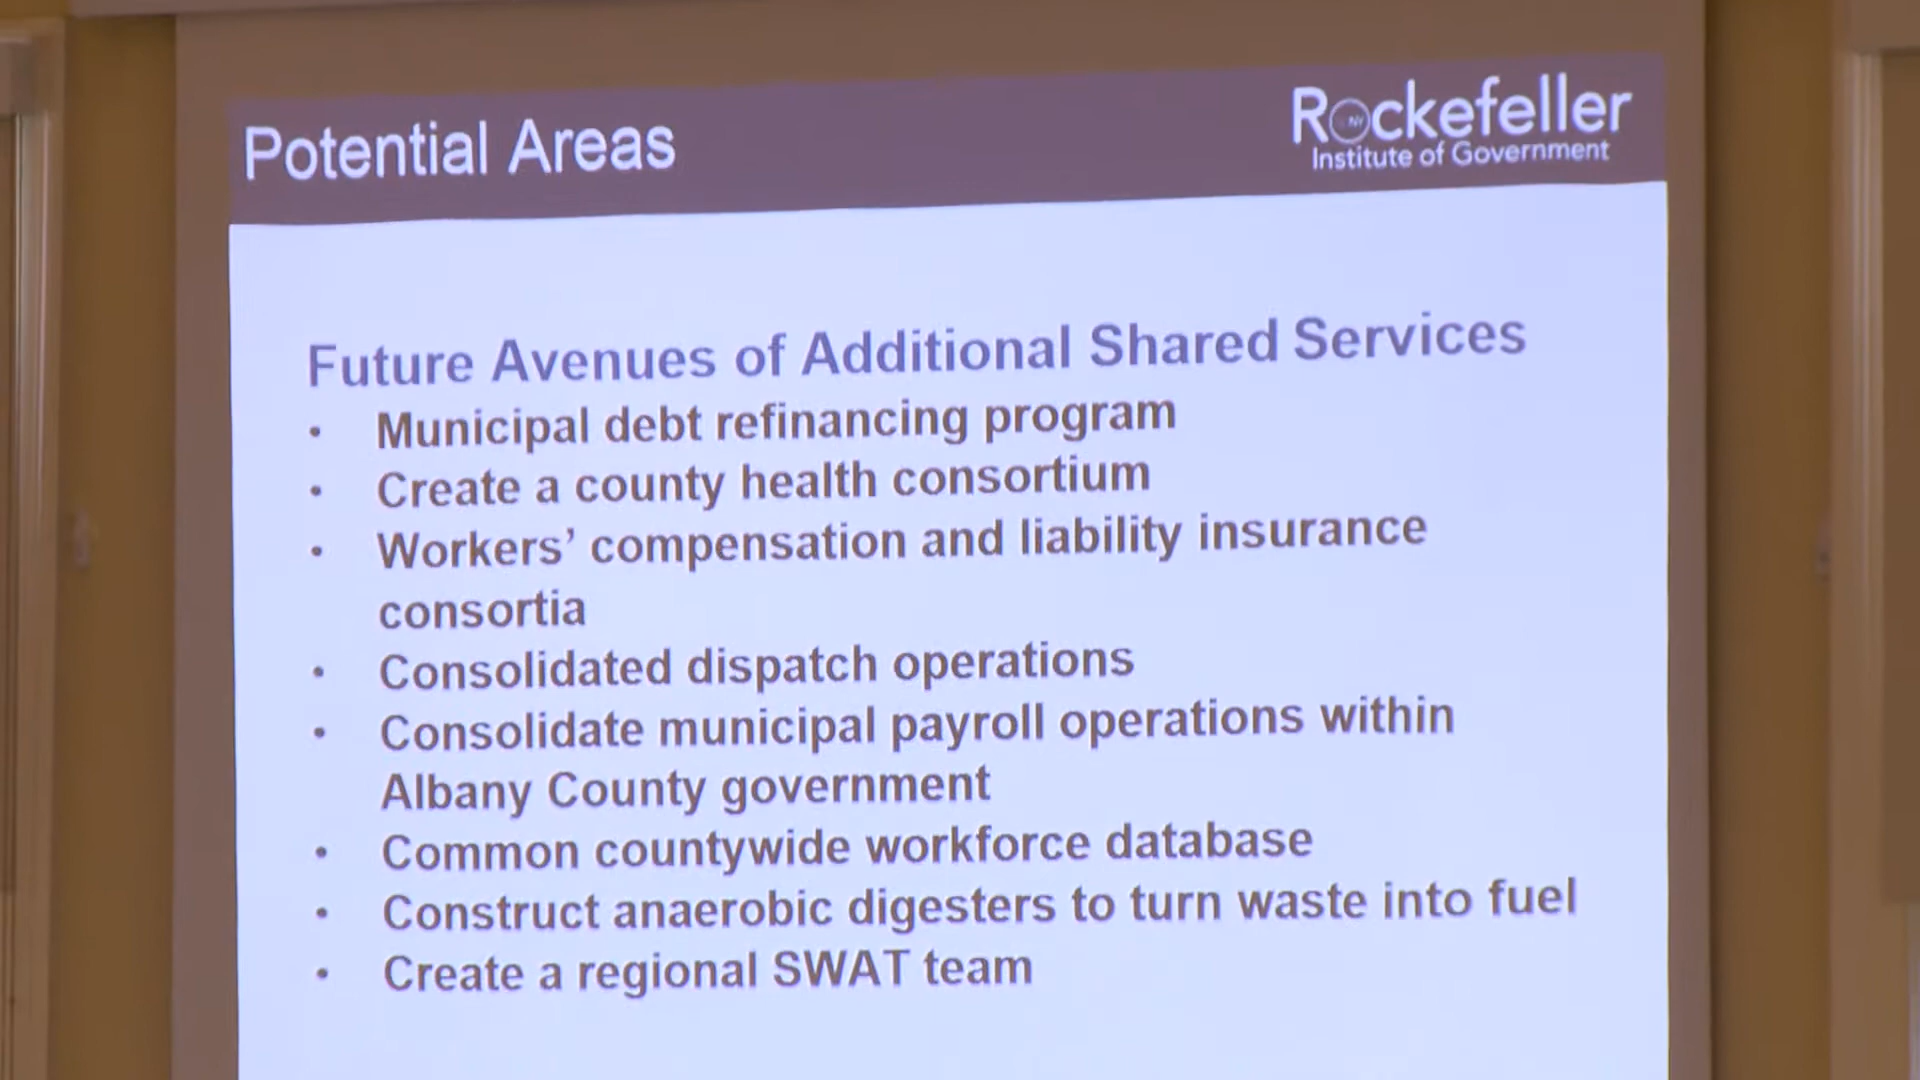 Potential Areas
Rockefeller
NY
Institute of Government
Future Avenues of Additional Shared Services
• Municipal debt refinancing program
• Create a county health consortium
• Workers’ compensation and liability insurance
consortia
• Consolidated dispatch operations
• Consolidate municipal payroll operations within
Albany County government
• Common countywide workforce database
• Construct anaerobic digesters to turn waste into fuel
• Create a regional SWAT team